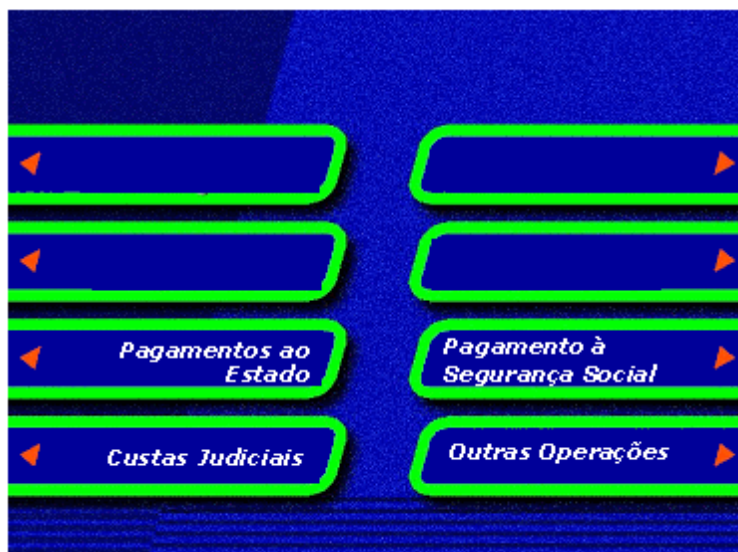 Pagamentos ao
Estado
Pagamento à
Segurança Social
Custas Judiciais
Outras Operações